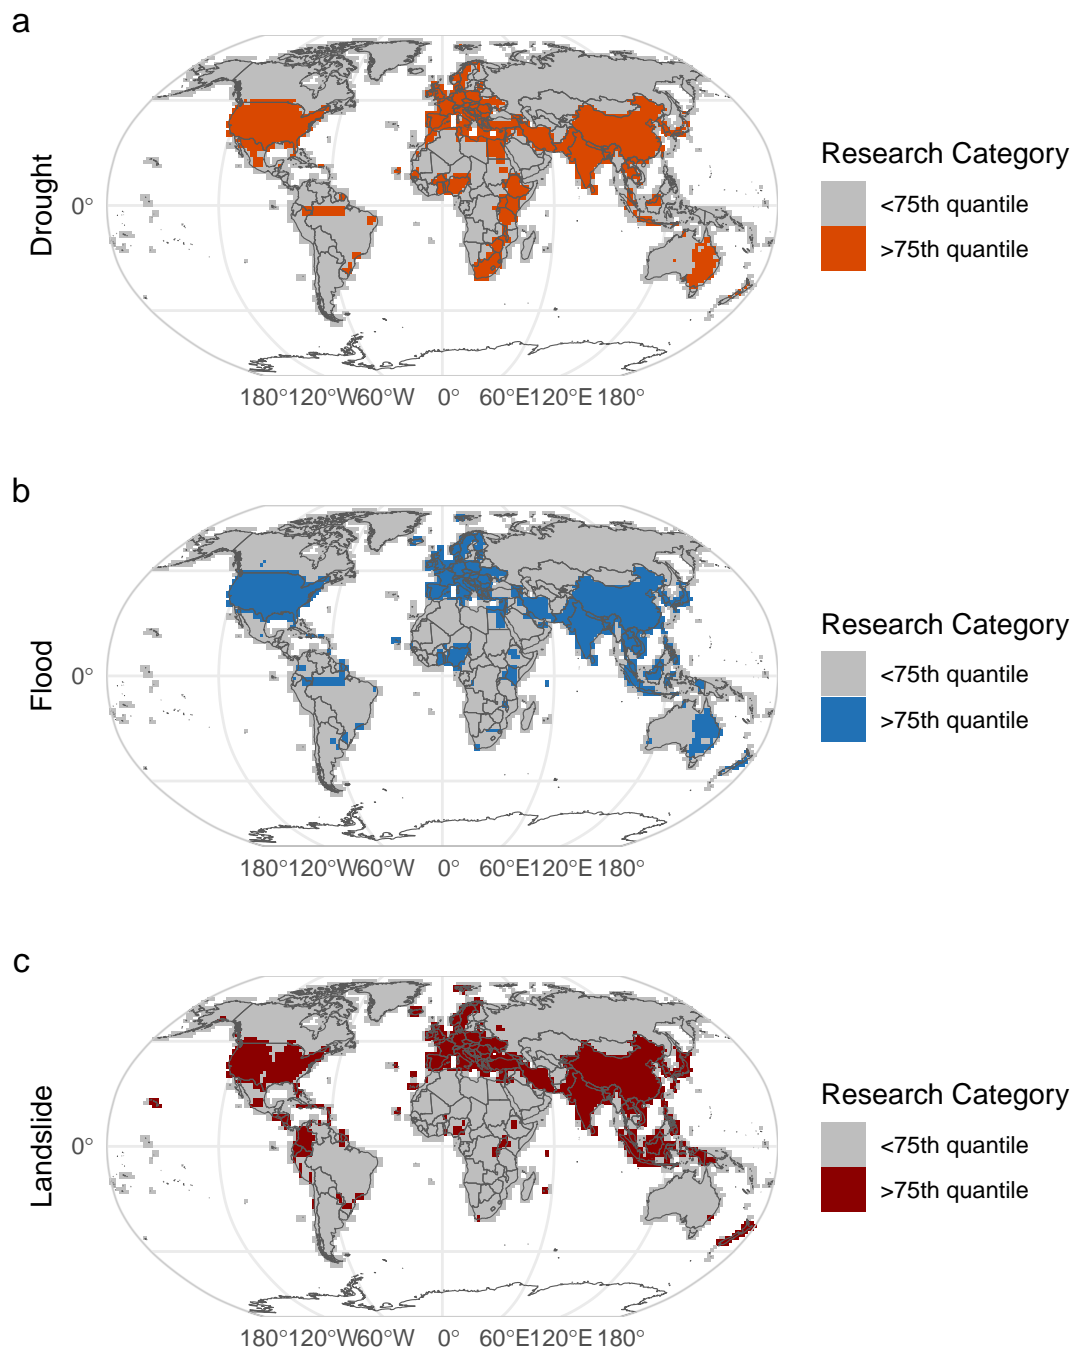 a
Drought
0°
180°120°W60°W 0° 60°E120°E 180°
Research Category
<75th quantile
>75th quantile
b
Flood
0°
180°120°W60°W 0° 60°E120°E 180°
Research Category
<75th quantile
>75th quantile
c
Landslide
0°
180°120°W60°W 0° 60°E120°E 180°
Research Category
<75th quantile
>75th quantile